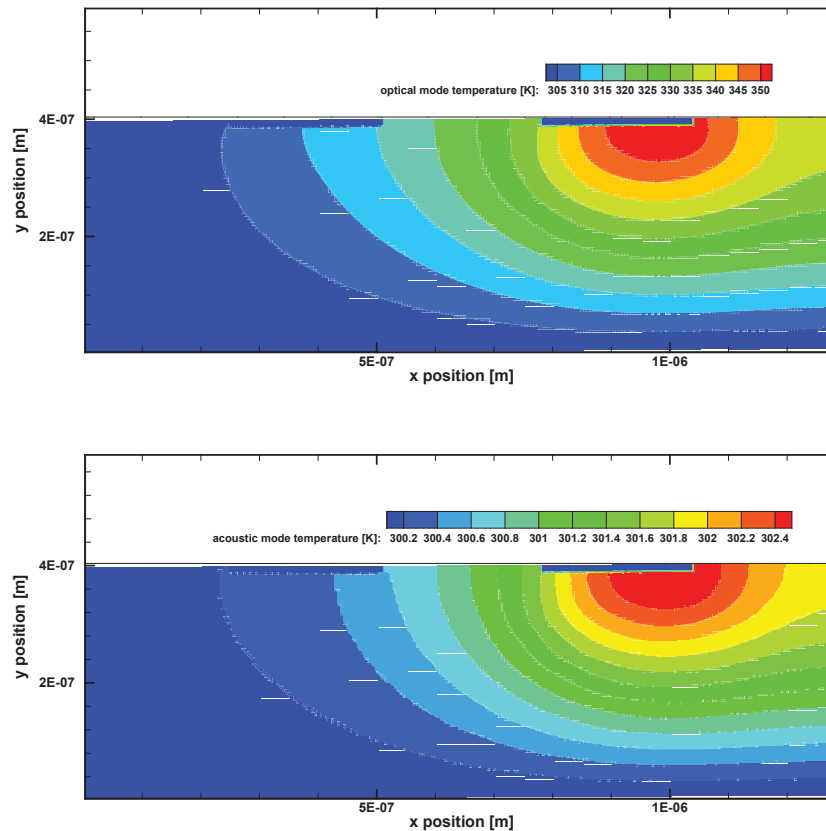 optical mode temperature [K]: 305 310 315 320 325 330 335 340 345 350
4E-07
y position [m]
2E-07
5E-07 1E-06
x position [m]
acoustic mode temperature [K]: 300.2 300.4 300.6 300.8 301 301.2 301.4 301.6 301.8 302 302.2 302.4
4E-07
y position [m]
2E-07
5E-07 1E-06
x position [m]